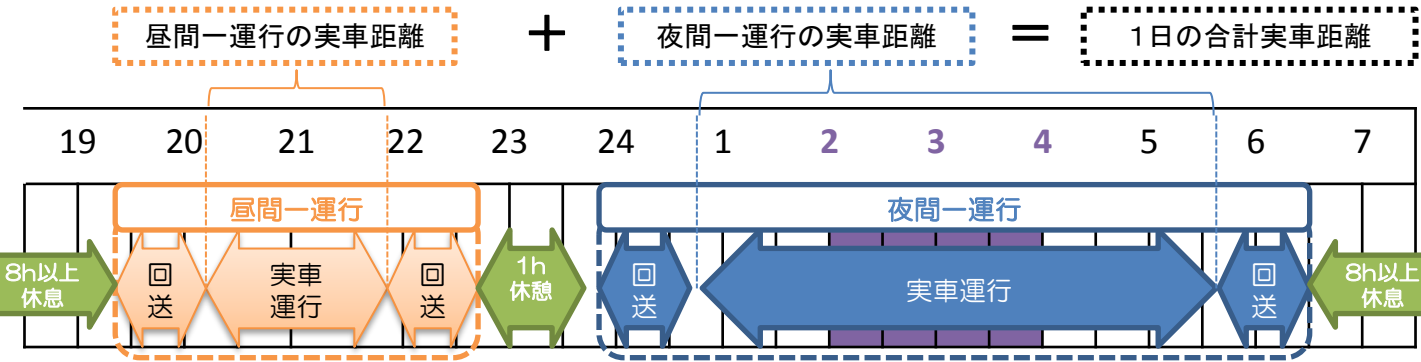 昼間一運行の実車距離 + 夜間一運行の実車距離 = 1日の合計実車距離
19 20 21 22 23 24 1 2 3 4 5 6 7
昼間一運行 夜間一運行
8h以上
休息
回
送
実車
運行
回
送
1h
休憩
回
送
実車運行
回
送
8h以上
休息